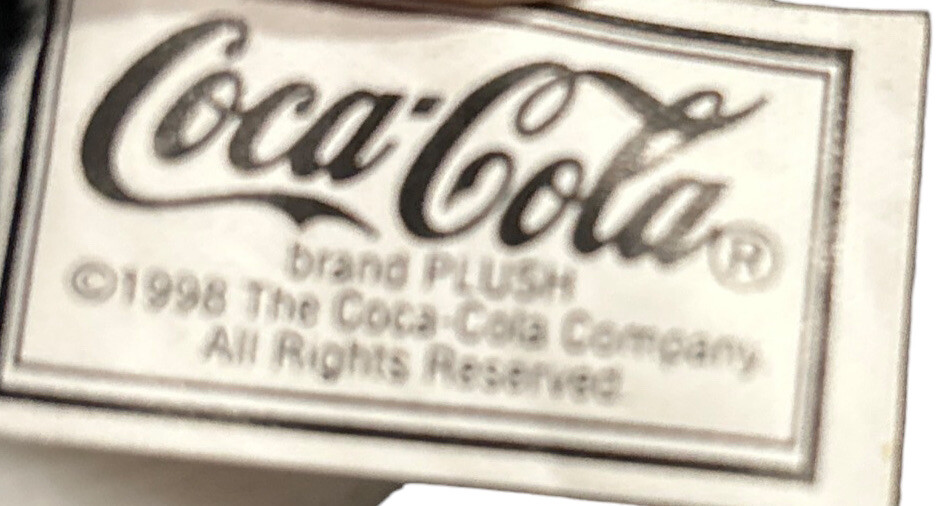 Coca-Cola®
brand PLUSH
©1998 The Coca-Cola Company.
All Rights Reserved.